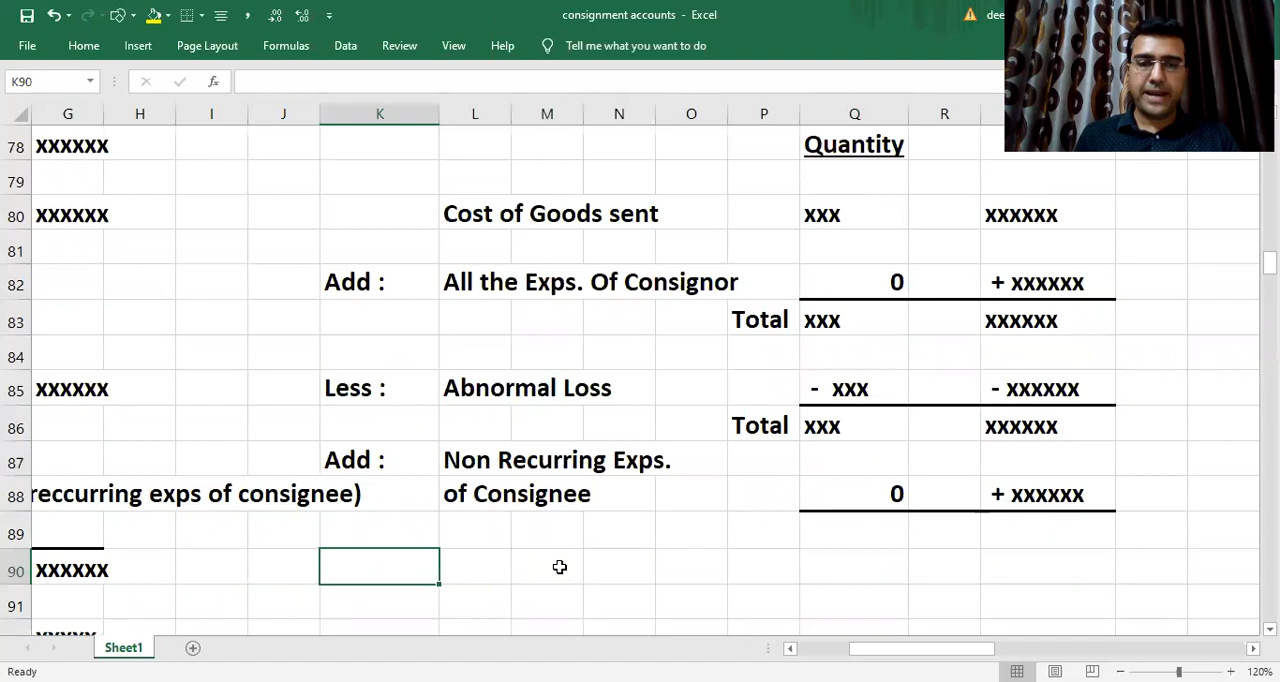 consignment accounts - Excel
dee
File Home Insert Page Layout Formulas Data Review View Help Tell me what you want to do
K90 fx
G H I J K L M N O P Q R
78 xxxxxx Quantity
79
80 xxxxxx Cost of Goods sent xxx xxxxxx
81
82 Add : All the Exps. Of Consignor 0 + xxxxxx
83 Total xxx xxxxxx
84
85 xxxxxx Less : Abnormal Loss - xxx - xxxxxx
86 Total xxx xxxxxx
87 Add : Non Recurring Exps.
88 reccurring exps of consignee) of Consignee 0 + xxxxxx
89
90 xxxxxx
91
Sheet1
Ready 120%